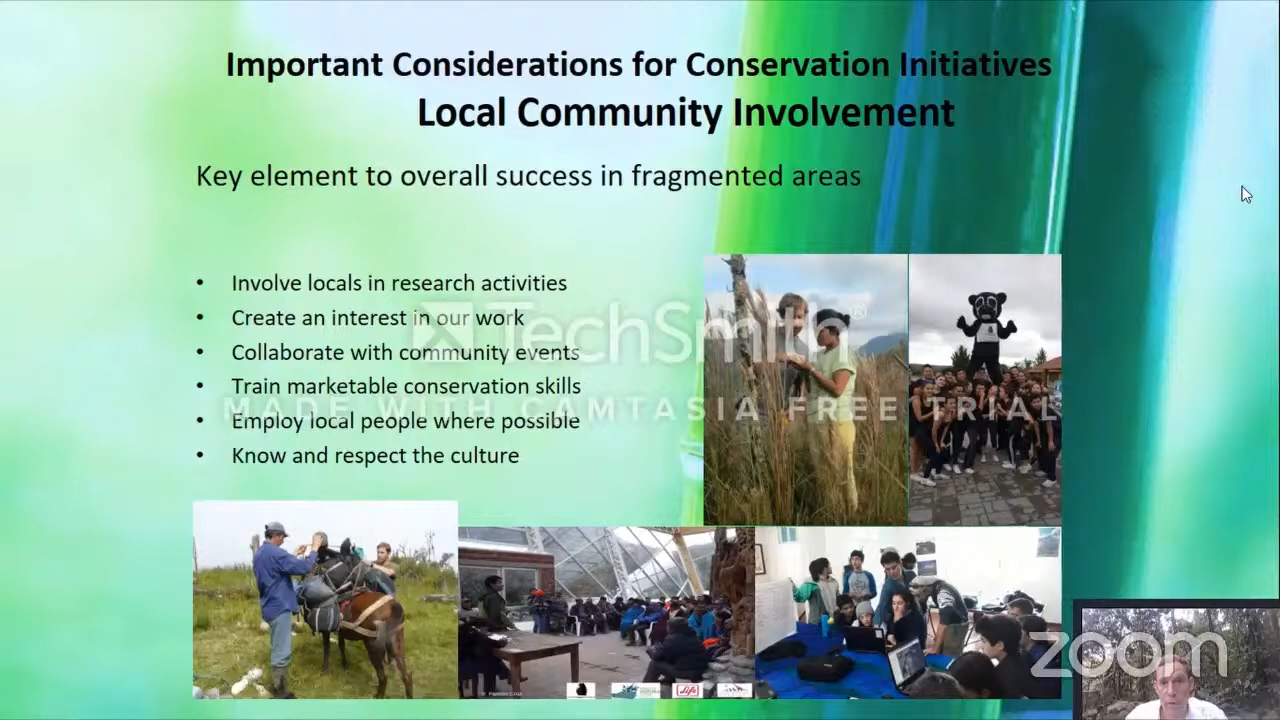 Important Considerations for Conservation Initiatives
Local Community Involvement
Key element to overall success in fragmented areas
• Involve locals in research activities
• Create an interest in our work
• Collaborate with community events
• Train marketable conservation skills
• Employ local people where possible
• Know and respect the culture
TechSmith®
MADE WITH CAMTASIA FREE TRIAL
Life
zoom